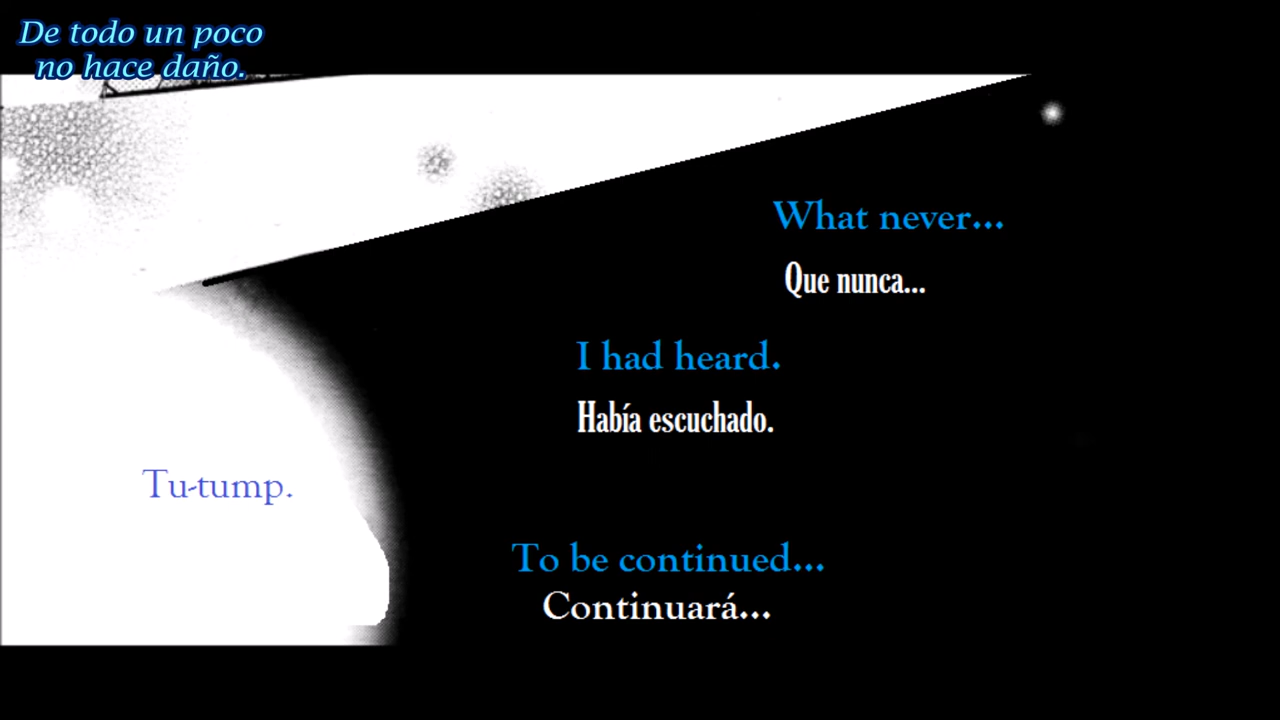 De todo un poco
no hace daño.
What never...
Que nunca...
I had heard.
Había escuchado.
Tu-tump.
To be continued...
Continuará...